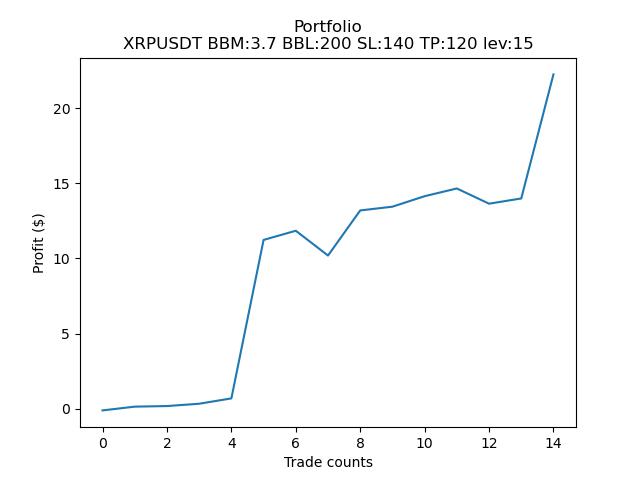 Portfolio
XRPUSDT BBM:3.7 BBL:200 SL:140 TP:120 lev:15
20
15
10
5
0
Profit ($)
0 2 4 6 8 10 12 14
Trade counts